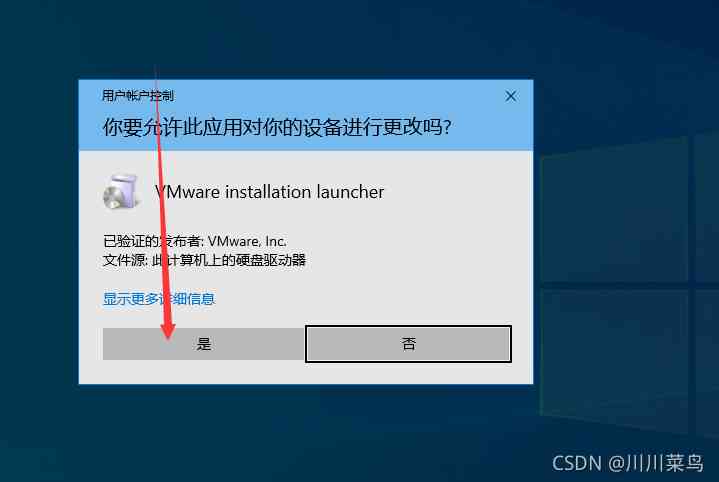 用户帐户控制
你要允许此应用对你的设备进行更改吗?
VMware installation launcher
已验证的发布者: VMware, Inc.
文件源: 此计算机上的硬盘驱动器
显示更多详细信息
是
否
CSDN @川川菜鸟